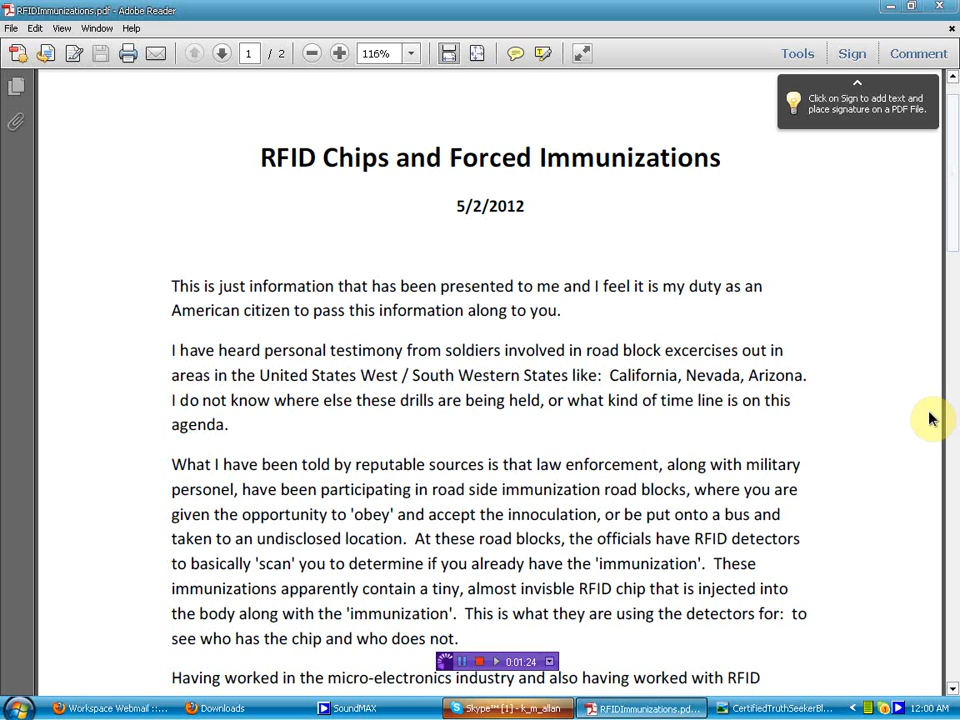 RFIDImmunizations.pdf - Adobe Reader
File Edit View Window Help
1 / 2 116% Tools Sign Comment
Click on Sign to add text and
place signature on a PDF File.
RFID Chips and Forced Immunizations
5/2/2012
This is just information that has been presented to me and I feel it is my duty as an
American citizen to pass this information along to you.
I have heard personal testimony from soldiers involved in road block excercises out in
areas in the United States West / South Western States like: California, Nevada, Arizona.
I do not know where else these drills are being held, or what kind of time line is on this
agenda.
What I have been told by reputable sources is that law enforcement, along with military
personel, have been participating in road side immunization road blocks, where you are
given the opportunity to 'obey' and accept the innoculation, or be put onto a bus and
taken to an undisclosed location. At these road blocks, the officials have RFID detectors
to basically 'scan' you to determine if you already have the 'immunization'. These
immunizations apparently contain a tiny, almost invisble RFID chip that is injected into
the body along with the 'immunization'. This is what they are using the detectors for: to
see who has the chip and who does not.
0:01:24
Having worked in the micro-electronics industry and also having worked with RFID
Workspace Webmail :... Downloads SoundMAX Skype™ [1] - k_m_allan RFIDImmunizations.pd... CertifiedTruthSeekerBl... 12:00 AM